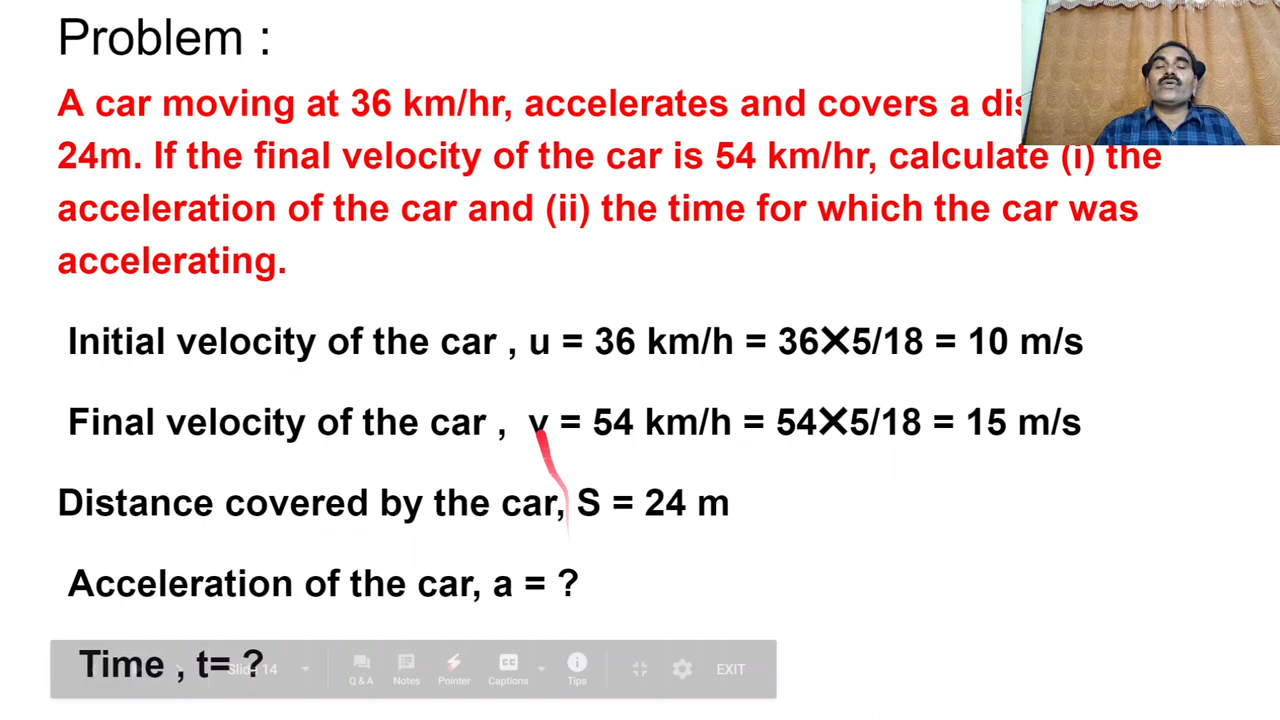 Problem :
A car moving at 36 km/hr, accelerates and covers a
24m. If the final velocity of the car is 54 km/hr, calculate (i) the
acceleration of the car and (ii) the time for which the car was
accelerating.
Initial velocity of the car , u = 36 km/h = 36✕5/18 = 10 m/s
Final velocity of the car , v = 54 km/h = 54✕5/18 = 15 m/s
Distance covered by the car, S = 24 m
Acceleration of the car, a = ?
Time , t= ?
Slide 14
Q & A Notes Pointer CC Captions Tips EXIT